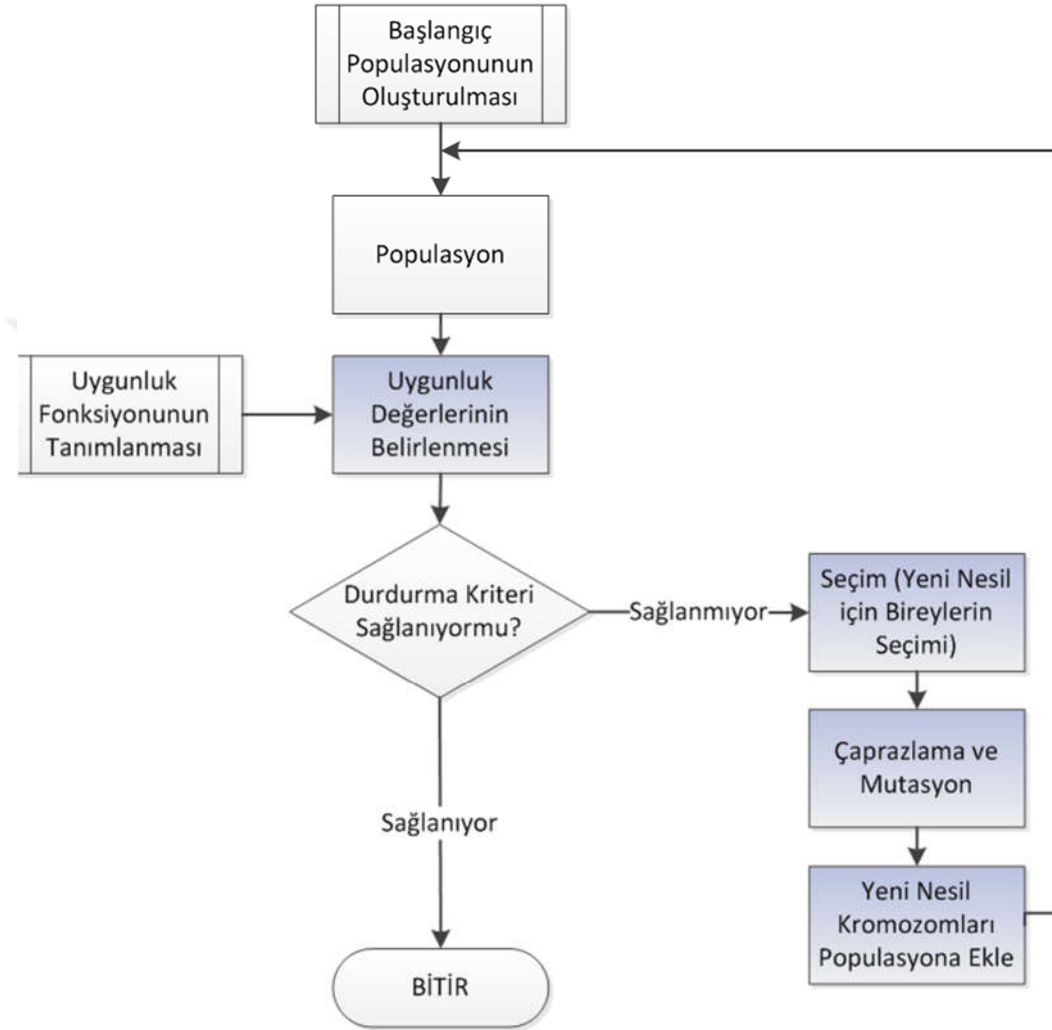 Başlangıç
Populasyonunun
Oluşturulması
Populasyon
Uygunluk
Fonksiyonunun
Tanımlanması
Uygunluk
Değerlerinin
Belirlenmesi
Durdurma Kriteri
Sağlanıyormu?
Sağlanmıyor
Seçim (Yeni Nesil
için Bireylerin
Seçimi)
Çaprazlama ve
Mutasyon
Sağlanıyor
Yeni Nesil
Kromozomları
Populasyona Ekle
BİTİR